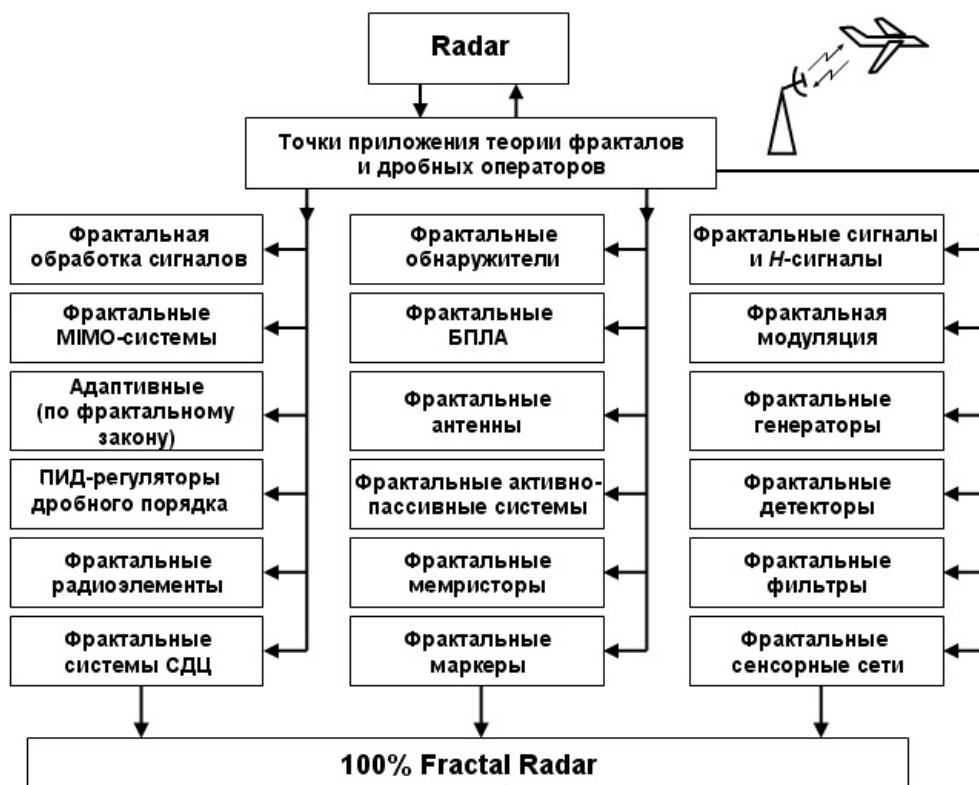 Radar
Точки приложения теории фракталов
и дробных операторов
Фрактальная
обработка сигналов
Фрактальные
MIMO-системы
Адаптивные
(по фрактальному
закону)
ПИД-регуляторы
дробного порядка
Фрактальные
радиоэлементы
Фрактальные
системы СДЦ
Фрактальные
обнаружители
Фрактальные
БПЛА
Фрактальные
антенны
Фрактальные активно-
пассивные системы
Фрактальные
мемристоры
Фрактальные
маркеры
Фрактальные сигналы
и H-сигналы
Фрактальная
модуляция
Фрактальные
генераторы
Фрактальные
детекторы
Фрактальные
фильтры
Фрактальные
сенсорные сети
100% Fractal Radar